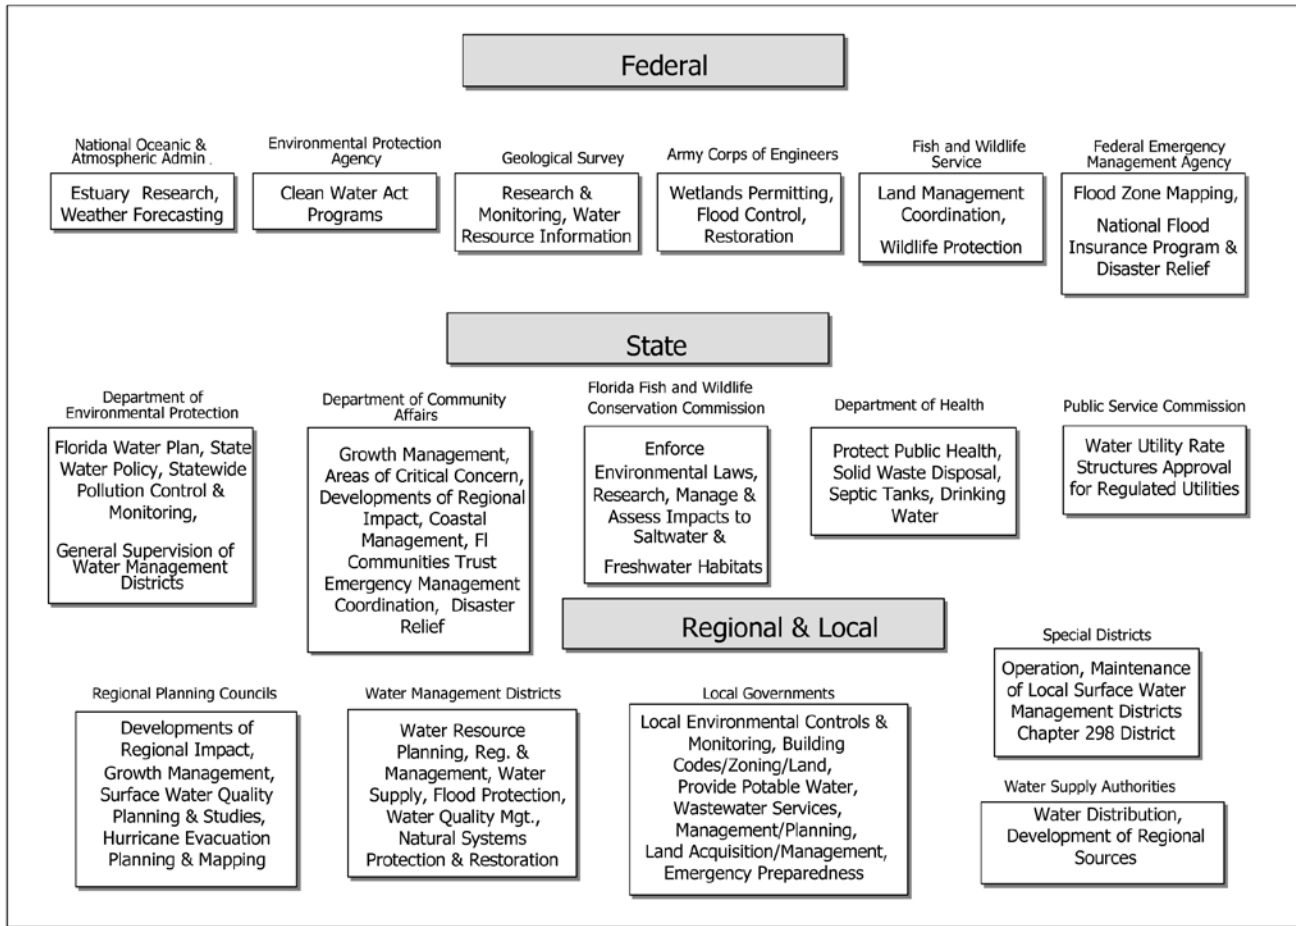 Federal
National Oceanic &
Atmospheric Admin .
Estuary Research,
Weather Forecasting
Environmental Protection
Agency
Clean Water Act
Programs
Geological Survey
Research &
Monitoring, Water
Resource Information
Army Corps of Engineers
Wetlands Permitting,
Flood Control,
Restoration
Fish and Wildlife
Service
Land Management
Coordination,
Wildlife Protection
Federal Emergency
Management Agency
Flood Zone Mapping,
National Flood
Insurance Program &
Disaster Relief
State
Department of
Environmental Protection
Florida Water Plan, State
Water Policy, Statewide
Pollution Control &
Monitoring,
General Supervision of
Water Management
Districts
Department of Community
Affairs
Growth Management,
Areas of Critical Concern,
Developments of Regional
Impact, Coastal
Management, Fl
Communities Trust
Emergency Management
Coordination, Disaster
Relief
Florida Fish and Wildlife
Conservation Commission
Enforce
Environmental Laws,
Research, Manage &
Assess Impacts to
Saltwater &
Freshwater Habitats
Department of Health
Protect Public Health,
Solid Waste Disposal,
Septic Tanks, Drinking
Water
Public Service Commission
Water Utility Rate
Structures Approval
for Regulated Utilities
Regional & Local
Regional Planning Councils
Developments of
Regional Impact,
Growth Management,
Surface Water Quality
Planning & Studies,
Hurricane Evacuation
Planning & Mapping
Water Management Districts
Water Resource
Planning, Reg. &
Management, Water
Supply, Flood Protection,
Water Quality Mgt.,
Natural Systems
Protection & Restoration
Local Governments
Local Environmental Controls &
Monitoring, Building
Codes/Zoning/Land,
Provide Potable Water,
Wastewater Services,
Management/Planning,
Land Acquisition/Management,
Emergency Preparedness
Special Districts
Operation, Maintenance
of Local Surface Water
Management Districts
Chapter 298 District
Water Supply Authorities
Water Distribution,
Development of Regional
Sources